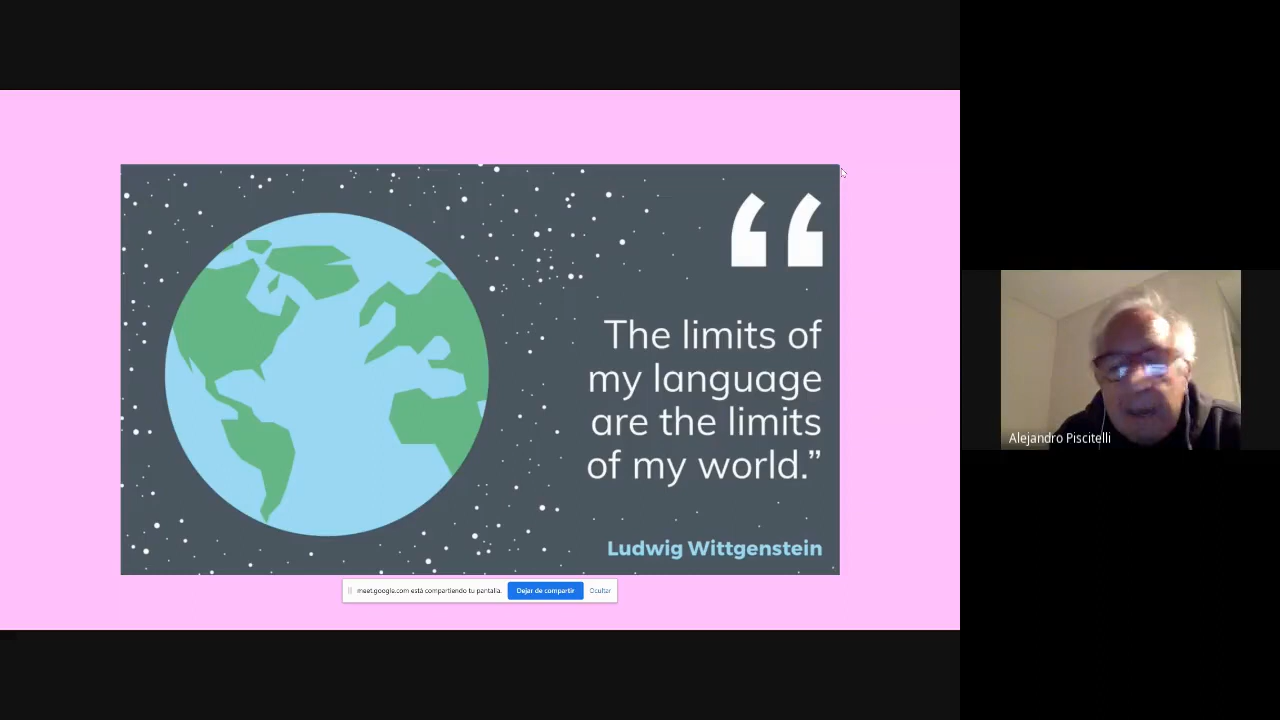 “
The limits of
my language
are the limits
of my world.”
Ludwig Wittgenstein
meet.google.com está compartiendo tu pantalla.
Dejar de compartir
Ocultar
Alejandro Piscitelli